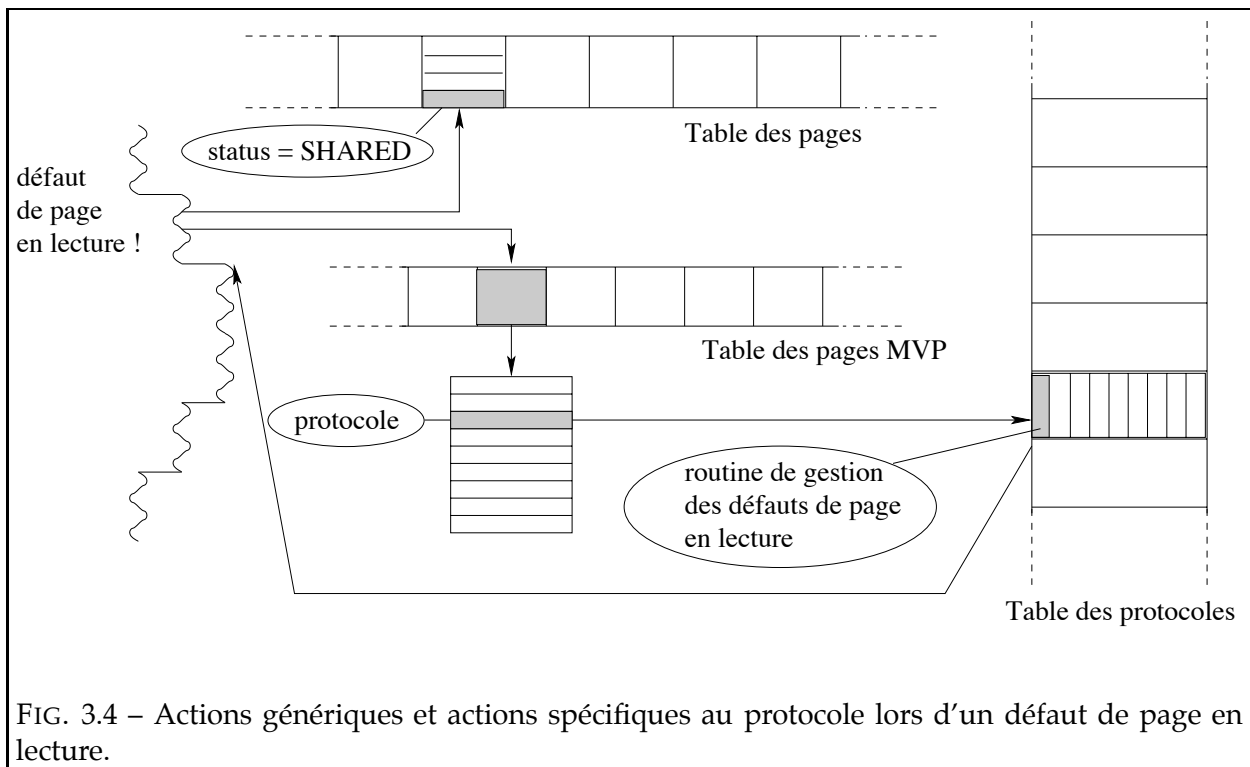 Table des pages
status = SHARED
défaut
de page
en lecture !
Table des pages MVP
protocole
routine de gestion
des défauts de page
en lecture
Table des protocoles
FIG. 3.4 – Actions génériques et actions spécifiques au protocole lors d'un défaut de page en
lecture.